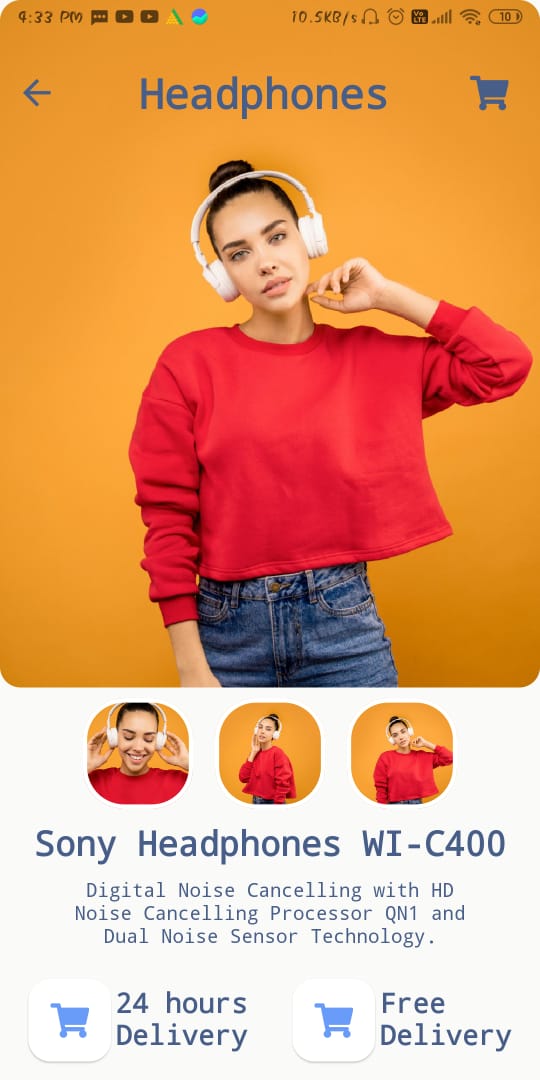 4:33 PM 10.5KB/s Vo LTE 10
Headphones
Sony Headphones WI-C400
Digital Noise Cancelling with HD
Noise Cancelling Processor QN1 and
Dual Noise Sensor Technology.
24 hours Free
Delivery Delivery